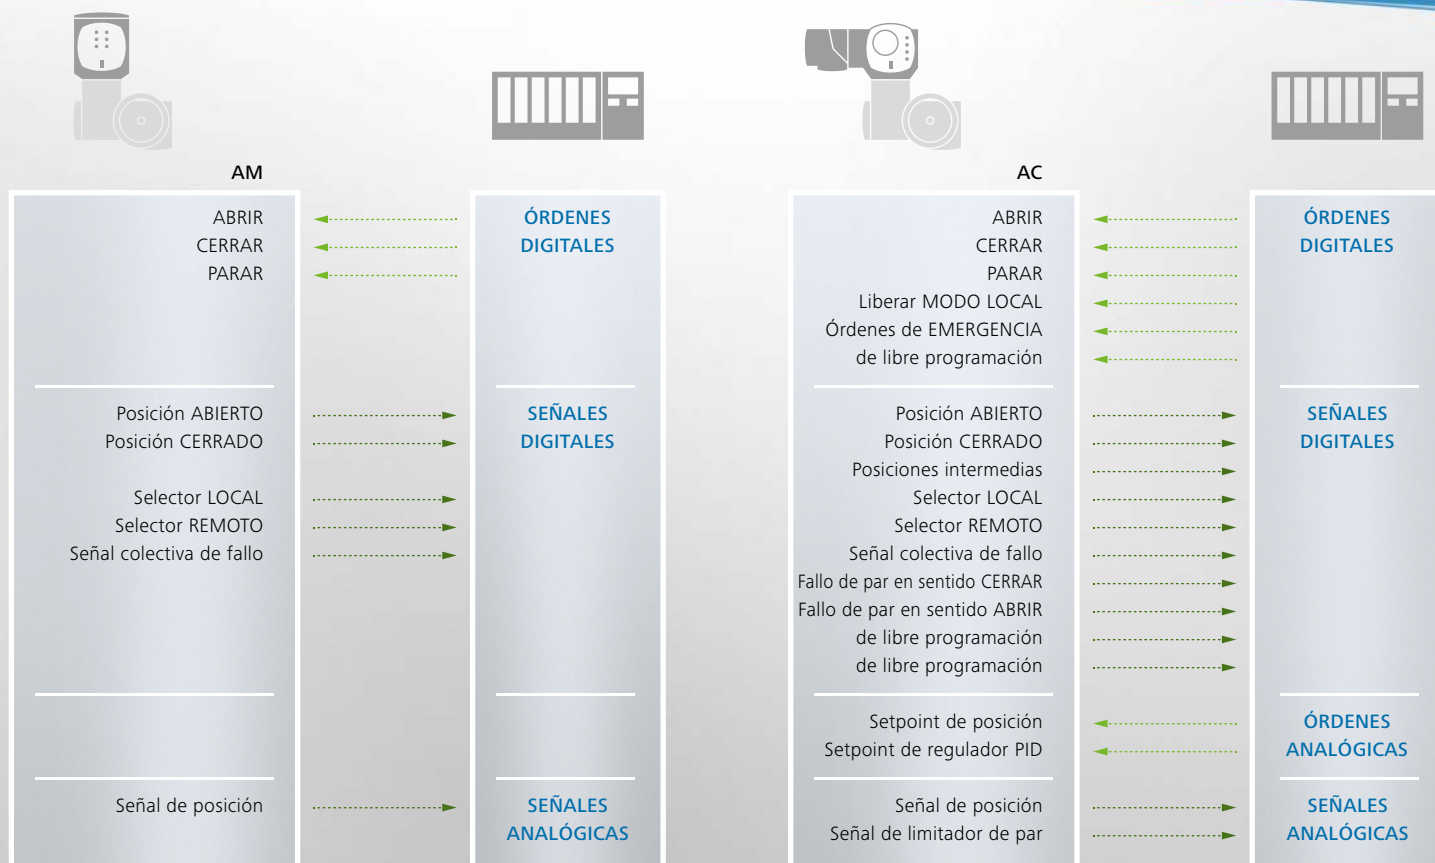 AM
ABRIR
CERRAR
PARAR
ÓRDENES
DIGITALES
Posición ABIERTO
Posición CERRADO
Selector LOCAL
Selector REMOTO
Señal colectiva de fallo
SEÑALES
DIGITALES
Señal de posición
SEÑALES
ANALÓGICAS
AC
ABRIR
CERRAR
PARAR
Liberar MODO LOCAL
Órdenes de EMERGENCIA
de libre programación
ÓRDENES
DIGITALES
Posición ABIERTO
Posición CERRADO
Posiciones intermedias
Selector LOCAL
Selector REMOTO
Señal colectiva de fallo
Fallo de par en sentido CERRAR
Fallo de par en sentido ABRIR
de libre programación
de libre programación
SEÑALES
DIGITALES
Setpoint de posición
Setpoint de regulador PID
ÓRDENES
ANALÓGICAS
Señal de posición
Señal de limitador de par
SEÑALES
ANALÓGICAS